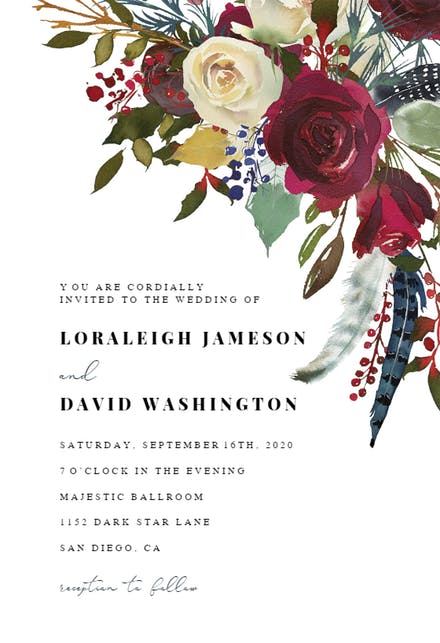 YOU ARE CORDIALLY
INVITED TO THE WEDDING OF
LORALEIGH JAMESON
and
DAVID WASHINGTON
SATURDAY, SEPTEMBER 16TH, 2020
7 O'CLOCK IN THE EVENING
MAJESTIC BALLROOM
1152 DARK STAR LANE
SAN DIEGO, CA
reception to follow